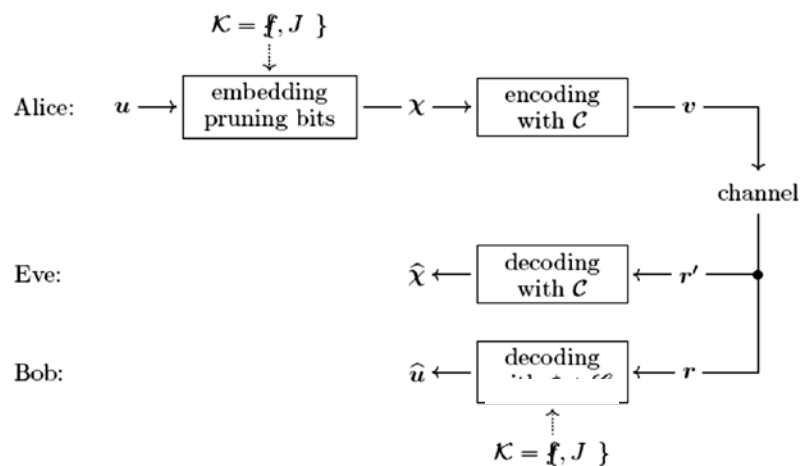 𝒦 = {f, J }
Alice: u embedding pruning bits χ encoding with 𝒞 v
channel
Eve: χ̂ decoding with 𝒞 r′
Bob: û decoding r
𝒦 = {f, J }